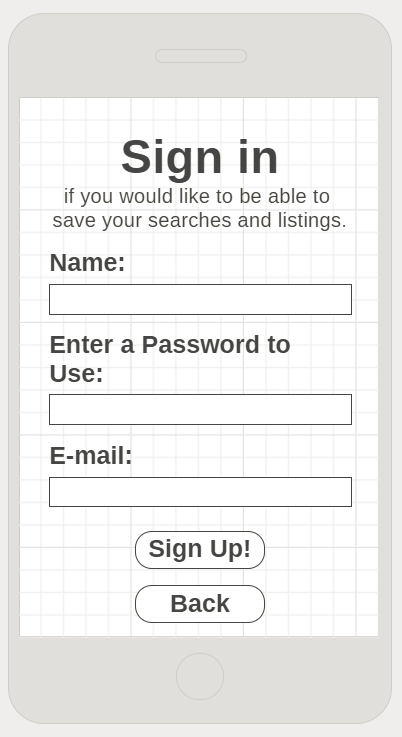 Sign in
if you would like to be able to
save your searches and listings.
Name:
Enter a Password to
Use:
E-mail:
Sign Up!
Back